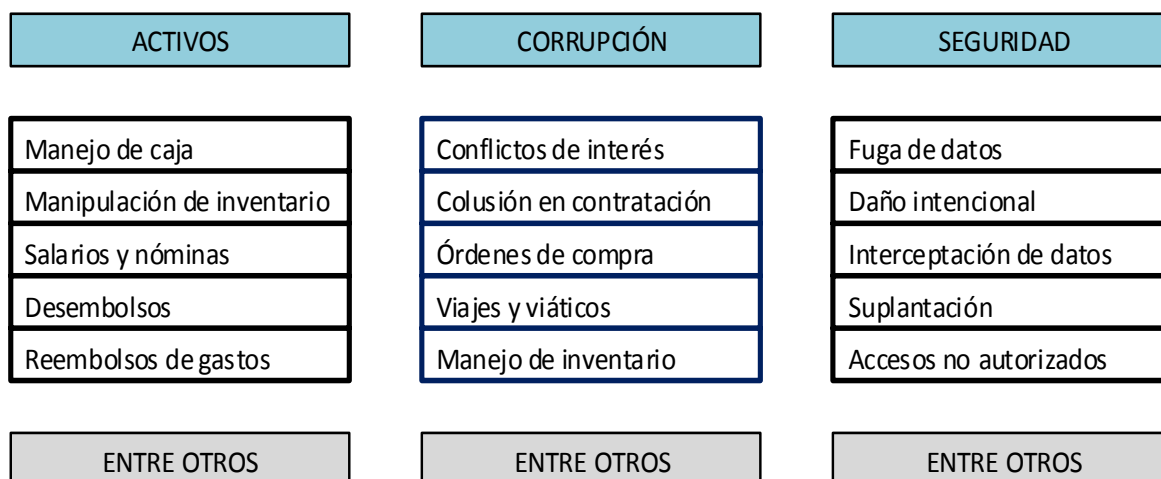 ACTIVOS
Manejo de caja
Manipulación de inventario
Salarios y nóminas
Desembolsos
Reembolsos de gastos
ENTRE OTROS
CORRUPCIÓN
Conflictos de interés
Colusión en contratación
Órdenes de compra
Viajes y viáticos
Manejo de inventario
ENTRE OTROS
SEGURIDAD
Fuga de datos
Daño intencional
Interceptación de datos
Suplantación
Accesos no autorizados
ENTRE OTROS